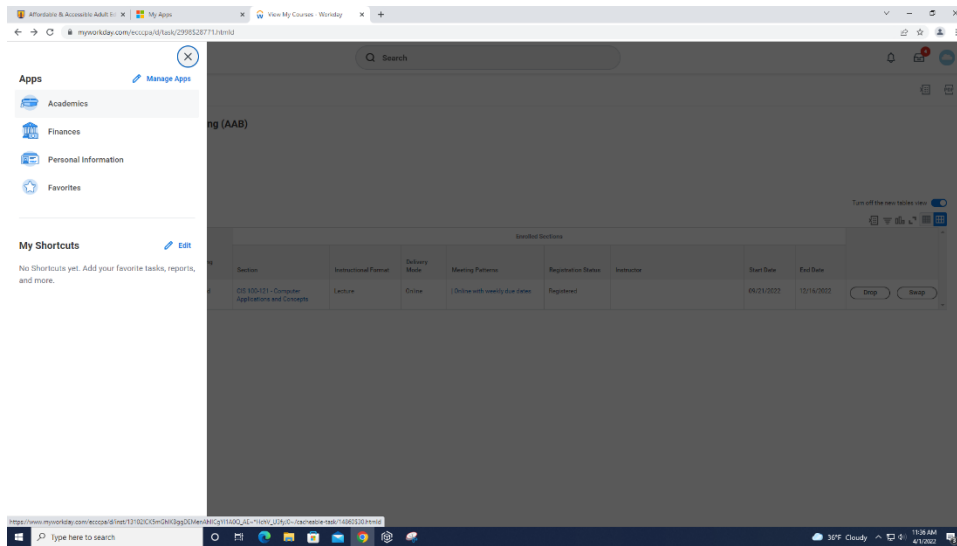 Affordable & Accessible Adult Ed
My Apps
View My Courses - Workday
myworkday.com/ecccpa/d/task/2998$28771.htmld
Search
Apps
Manage Apps
Academics
Finances
Personal Information
Favorites
ng (AAB)
Turn off the new tables view
My Shortcuts
Edit
No Shortcuts yet. Add your favorite tasks, reports,
and more.
Enrolled Sections
Section
Instructional Format
Delivery
Mode
Meeting Patterns
Registration Status
Instructor
Start Date
End Date
CIS 100-121 - Computer
Applications and Concepts
Lecture
Online
| Online with weekly due dates
Registered
09/21/2022
12/16/2022
Drop
Swap
Type here to search
36°F Cloudy
11:36 AM
4/1/2022